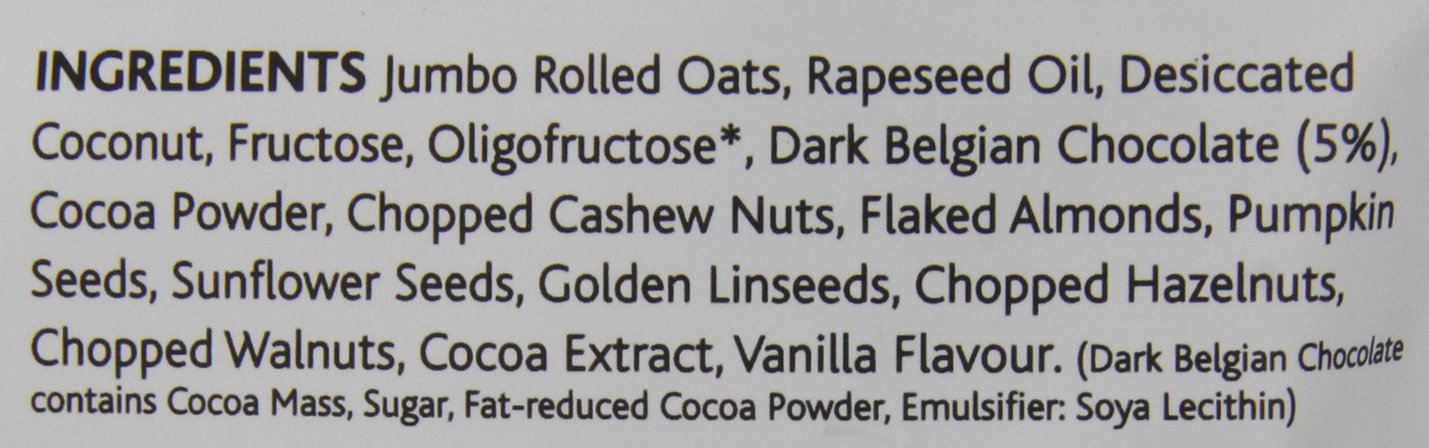 INGREDIENTS Jumbo Rolled Oats, Rapeseed Oil, Desiccated
Coconut, Fructose, Oligofructose*, Dark Belgian Chocolate (5%),
Cocoa Powder, Chopped Cashew Nuts, Flaked Almonds, Pumpkin
Seeds, Sunflower Seeds, Golden Linseeds, Chopped Hazelnuts,
Chopped Walnuts, Cocoa Extract, Vanilla Flavour. (Dark Belgian Chocolate
contains Cocoa Mass, Sugar, Fat-reduced Cocoa Powder, Emulsifier: Soya Lecithin)